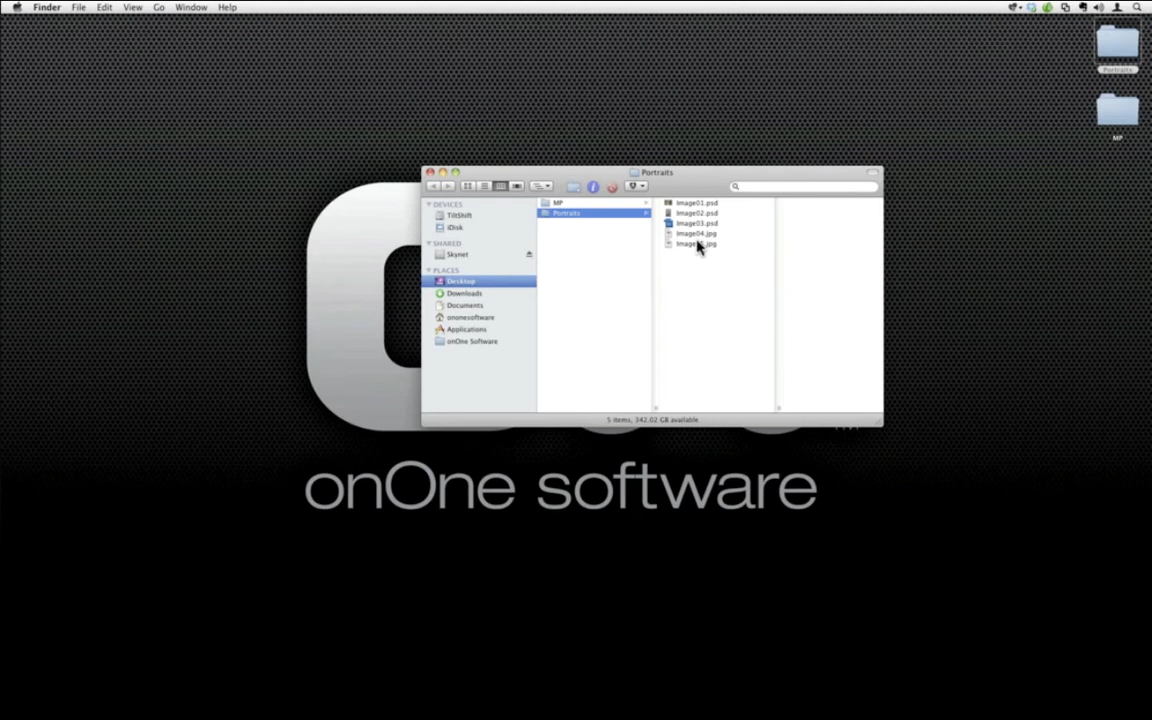 Finder File Edit View Go Window Help
Portraits
MP
Portraits
DEVICES
TiltShift
iDisk
SHARED
Skynet
PLACES
Desktop
Downloads
Documents
ononesoftware
Applications
onOne Software
MP
Portraits
Image01.psd
Image02.psd
Image03.psd
Image04.jpg
5 items, 342.02 GB available
onOne software